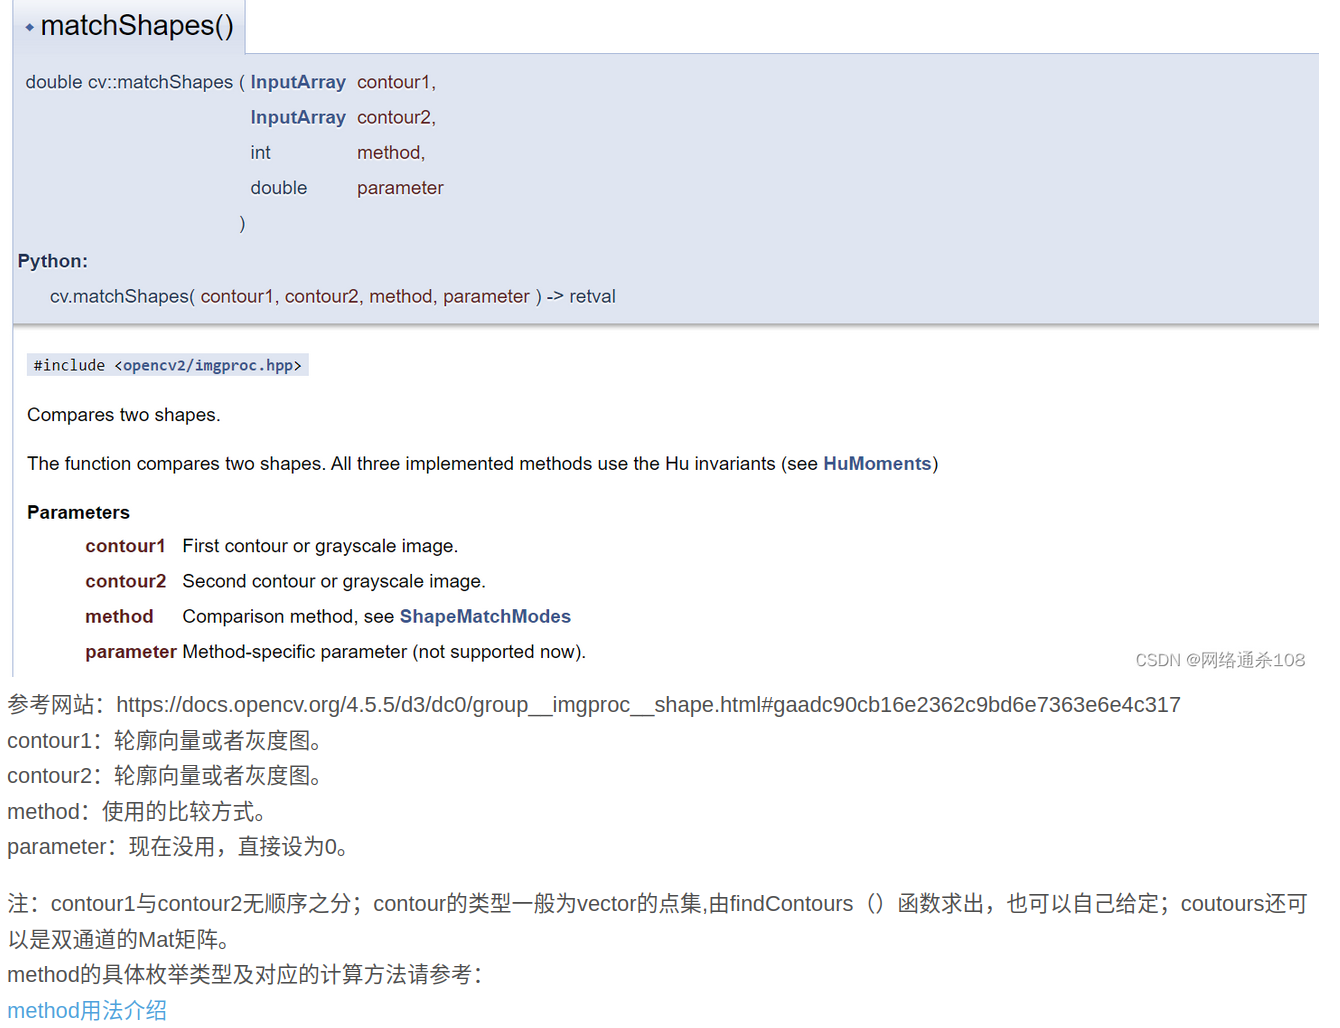 ◆ matchShapes()
double cv::matchShapes ( InputArray contour1,
InputArray contour2,
int method,
double parameter
)
Python:
cv.matchShapes( contour1, contour2, method, parameter ) -> retval
#include <opencv2/imgproc.hpp>
Compares two shapes.
The function compares two shapes. All three implemented methods use the Hu invariants (see HuMoments)
Parameters
contour1 First contour or grayscale image.
contour2 Second contour or grayscale image.
method Comparison method, see ShapeMatchModes
parameter Method-specific parameter (not supported now).
CSDN @网络通杀108
参考网站：https://docs.opencv.org/4.5.5/d3/dc0/group__imgproc__shape.html#gaadc90cb16e2362c9bd6e7363e6e4c317
contour1：轮廓向量或者灰度图。
contour2：轮廓向量或者灰度图。
method：使用的比较方式。
parameter：现在没用，直接设为0。
注：contour1与contour2无顺序之分；contour的类型一般为vector的点集,由findContours（）函数求出，也可以自己给定；coutours还可
以是双通道的Mat矩阵。
method的具体枚举类型及对应的计算方法请参考：
method用法介绍